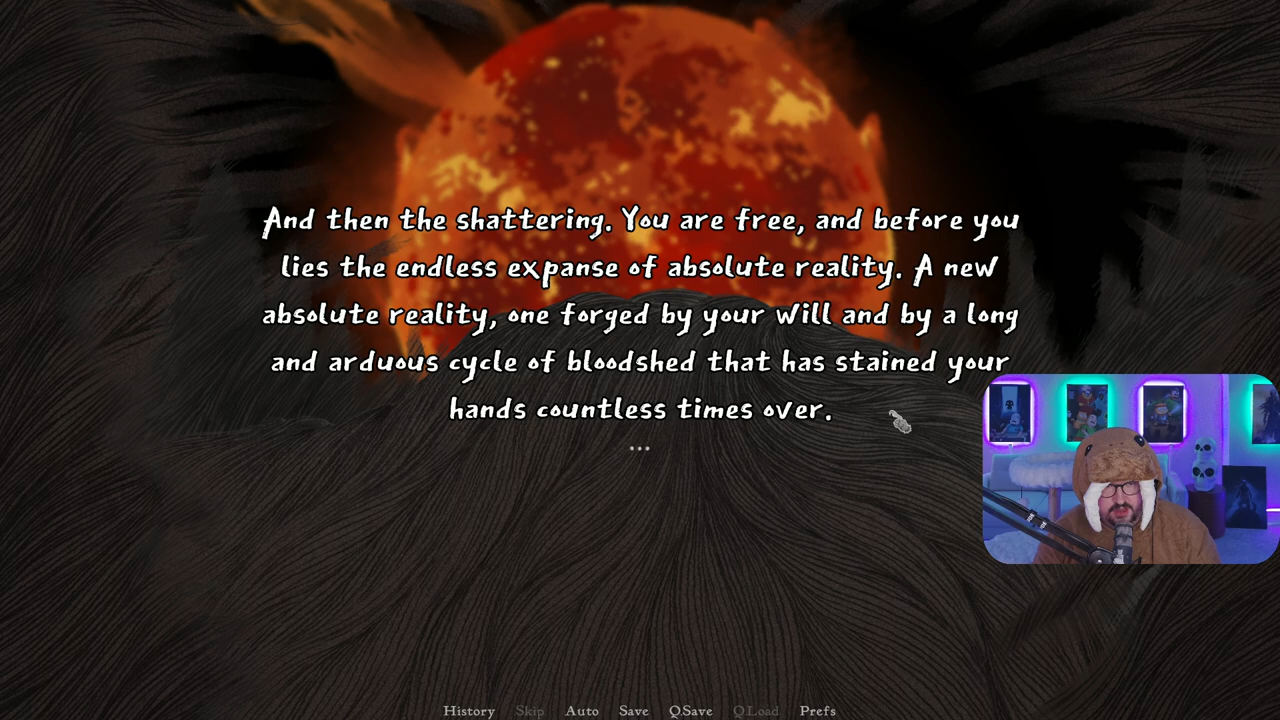 And then the shattering. You are free, and before you
lies the endless expanse of absolute reality. A new
absolute reality, one forged by your will and by a long
and arduous cycle of bloodshed that has stained your
hands countless times over.
...
History Skip Auto Save Q.Save Q.Load Prefs